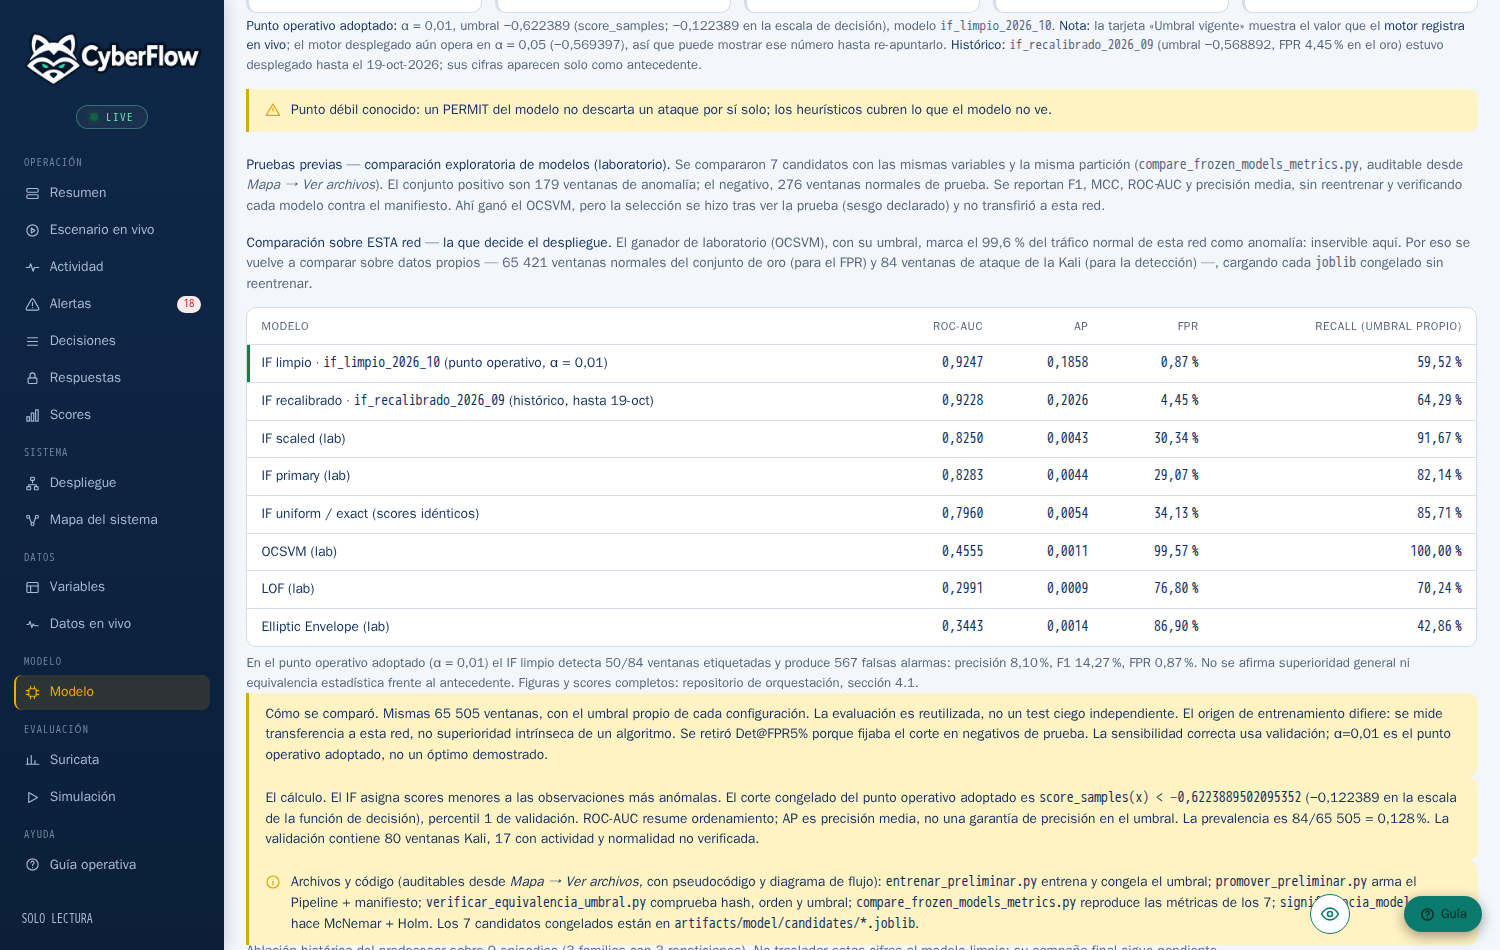 CyberFlow
LIVE
OPERACIÓN
Resumen
Escenario en vivo
Actividad
Alertas 18
Decisiones
Respuestas
Scores
SISTEMA
Despliegue
Mapa del sistema
DATOS
Variables
Datos en vivo
MODELO
Modelo
EVALUACIÓN
Suricata
Simulación
AYUDA
Guía operativa
SOLO LECTURA
Punto operativo adoptado: α = 0,01, umbral −0,622389 (score_samples; −0,122389 en la escala de decisión), modelo if_limpio_2026_10. Nota: la tarjeta «Umbral vigente» muestra el valor que el motor registra
en vivo; el motor desplegado aún opera en α = 0,05 (−0,569397), así que puede mostrar ese número hasta re-apuntarlo. Histórico: if_recalibrado_2026_09 (umbral −0,568892, FPR 4,45 % en el oro) estuvo
desplegado hasta el 19-oct-2026; sus cifras aparecen solo como antecedente.
Punto débil conocido: un PERMIT del modelo no descarta un ataque por sí solo; los heurísticos cubren lo que el modelo no ve.
Pruebas previas — comparación exploratoria de modelos (laboratorio). Se compararon 7 candidatos con las mismas variables y la misma partición (compare_frozen_models_metrics.py, auditable desde
Mapa → Ver archivos). El conjunto positivo son 179 ventanas de anomalía; el negativo, 276 ventanas normales de prueba. Se reportan F1, MCC, ROC-AUC y precisión media, sin reentrenar y verificando
cada modelo contra el manifiesto. Ahí ganó el OCSVM, pero la selección se hizo tras ver la prueba (sesgo declarado) y no transfirió a esta red.
Comparación sobre ESTA red — la que decide el despliegue. El ganador de laboratorio (OCSVM), con su umbral, marca el 99,6 % del tráfico normal de esta red como anomalía: inservible aquí. Por eso se
vuelve a comparar sobre datos propios — 65 421 ventanas normales del conjunto de oro (para el FPR) y 84 ventanas de ataque de la Kali (para la detección) —, cargando cada joblib congelado sin
reentrenar.
MODELO ROC-AUC AP FPR RECALL (UMBRAL PROPIO)
IF limpio · if_limpio_2026_10 (punto operativo, α = 0,01) 0,9247 0,1858 0,87 % 59,52 %
IF recalibrado · if_recalibrado_2026_09 (histórico, hasta 19-oct) 0,9228 0,2026 4,45 % 64,29 %
IF scaled (lab) 0,8250 0,0043 30,34 % 91,67 %
IF primary (lab) 0,8283 0,0044 29,07 % 82,14 %
IF uniform / exact (scores idénticos) 0,7960 0,0054 34,13 % 85,71 %
OCSVM (lab) 0,4555 0,0011 99,57 % 100,00 %
LOF (lab) 0,2991 0,0009 76,80 % 70,24 %
Elliptic Envelope (lab) 0,3443 0,0014 86,90 % 42,86 %
En el punto operativo adoptado (α = 0,01) el IF limpio detecta 50/84 ventanas etiquetadas y produce 567 falsas alarmas: precisión 8,10 %, F1 14,27 %, FPR 0,87 %. No se afirma superioridad general ni
equivalencia estadística frente al antecedente. Figuras y scores completos: repositorio de orquestación, sección 4.1.
Cómo se comparó. Mismas 65 505 ventanas, con el umbral propio de cada configuración. La evaluación es reutilizada, no un test ciego independiente. El origen de entrenamiento difiere: se mide
transferencia a esta red, no superioridad intrínseca de un algoritmo. Se retiró Det@FPR5% porque fijaba el corte en negativos de prueba. La sensibilidad correcta usa validación; α=0,01 es el punto
operativo adoptado, no un óptimo demostrado.
El cálculo. El IF asigna scores menores a las observaciones más anómalas. El corte congelado del punto operativo adoptado es score_samples(x) < −0,6223889502095352 (−0,122389 en la escala
de la función de decisión), percentil 1 de validación. ROC-AUC resume ordenamiento; AP es precisión media, no una garantía de precisión en el umbral. La prevalencia es 84/65 505 = 0,128 %. La
validación contiene 80 ventanas Kali, 17 con actividad y normalidad no verificada.
Archivos y código (auditables desde Mapa → Ver archivos, con pseudocódigo y diagrama de flujo): entrenar_preliminar.py entrena y congela el umbral; promover_preliminar.py arma el
Pipeline + manifiesto; verificar_equivalencia_umbral.py comprueba hash, orden y umbral; compare_frozen_models_metrics.py reproduce las métricas de los 7;
hace McNemar + Holm. Los 7 candidatos congelados están en artifacts/model/candidates/*.joblib.
Guía